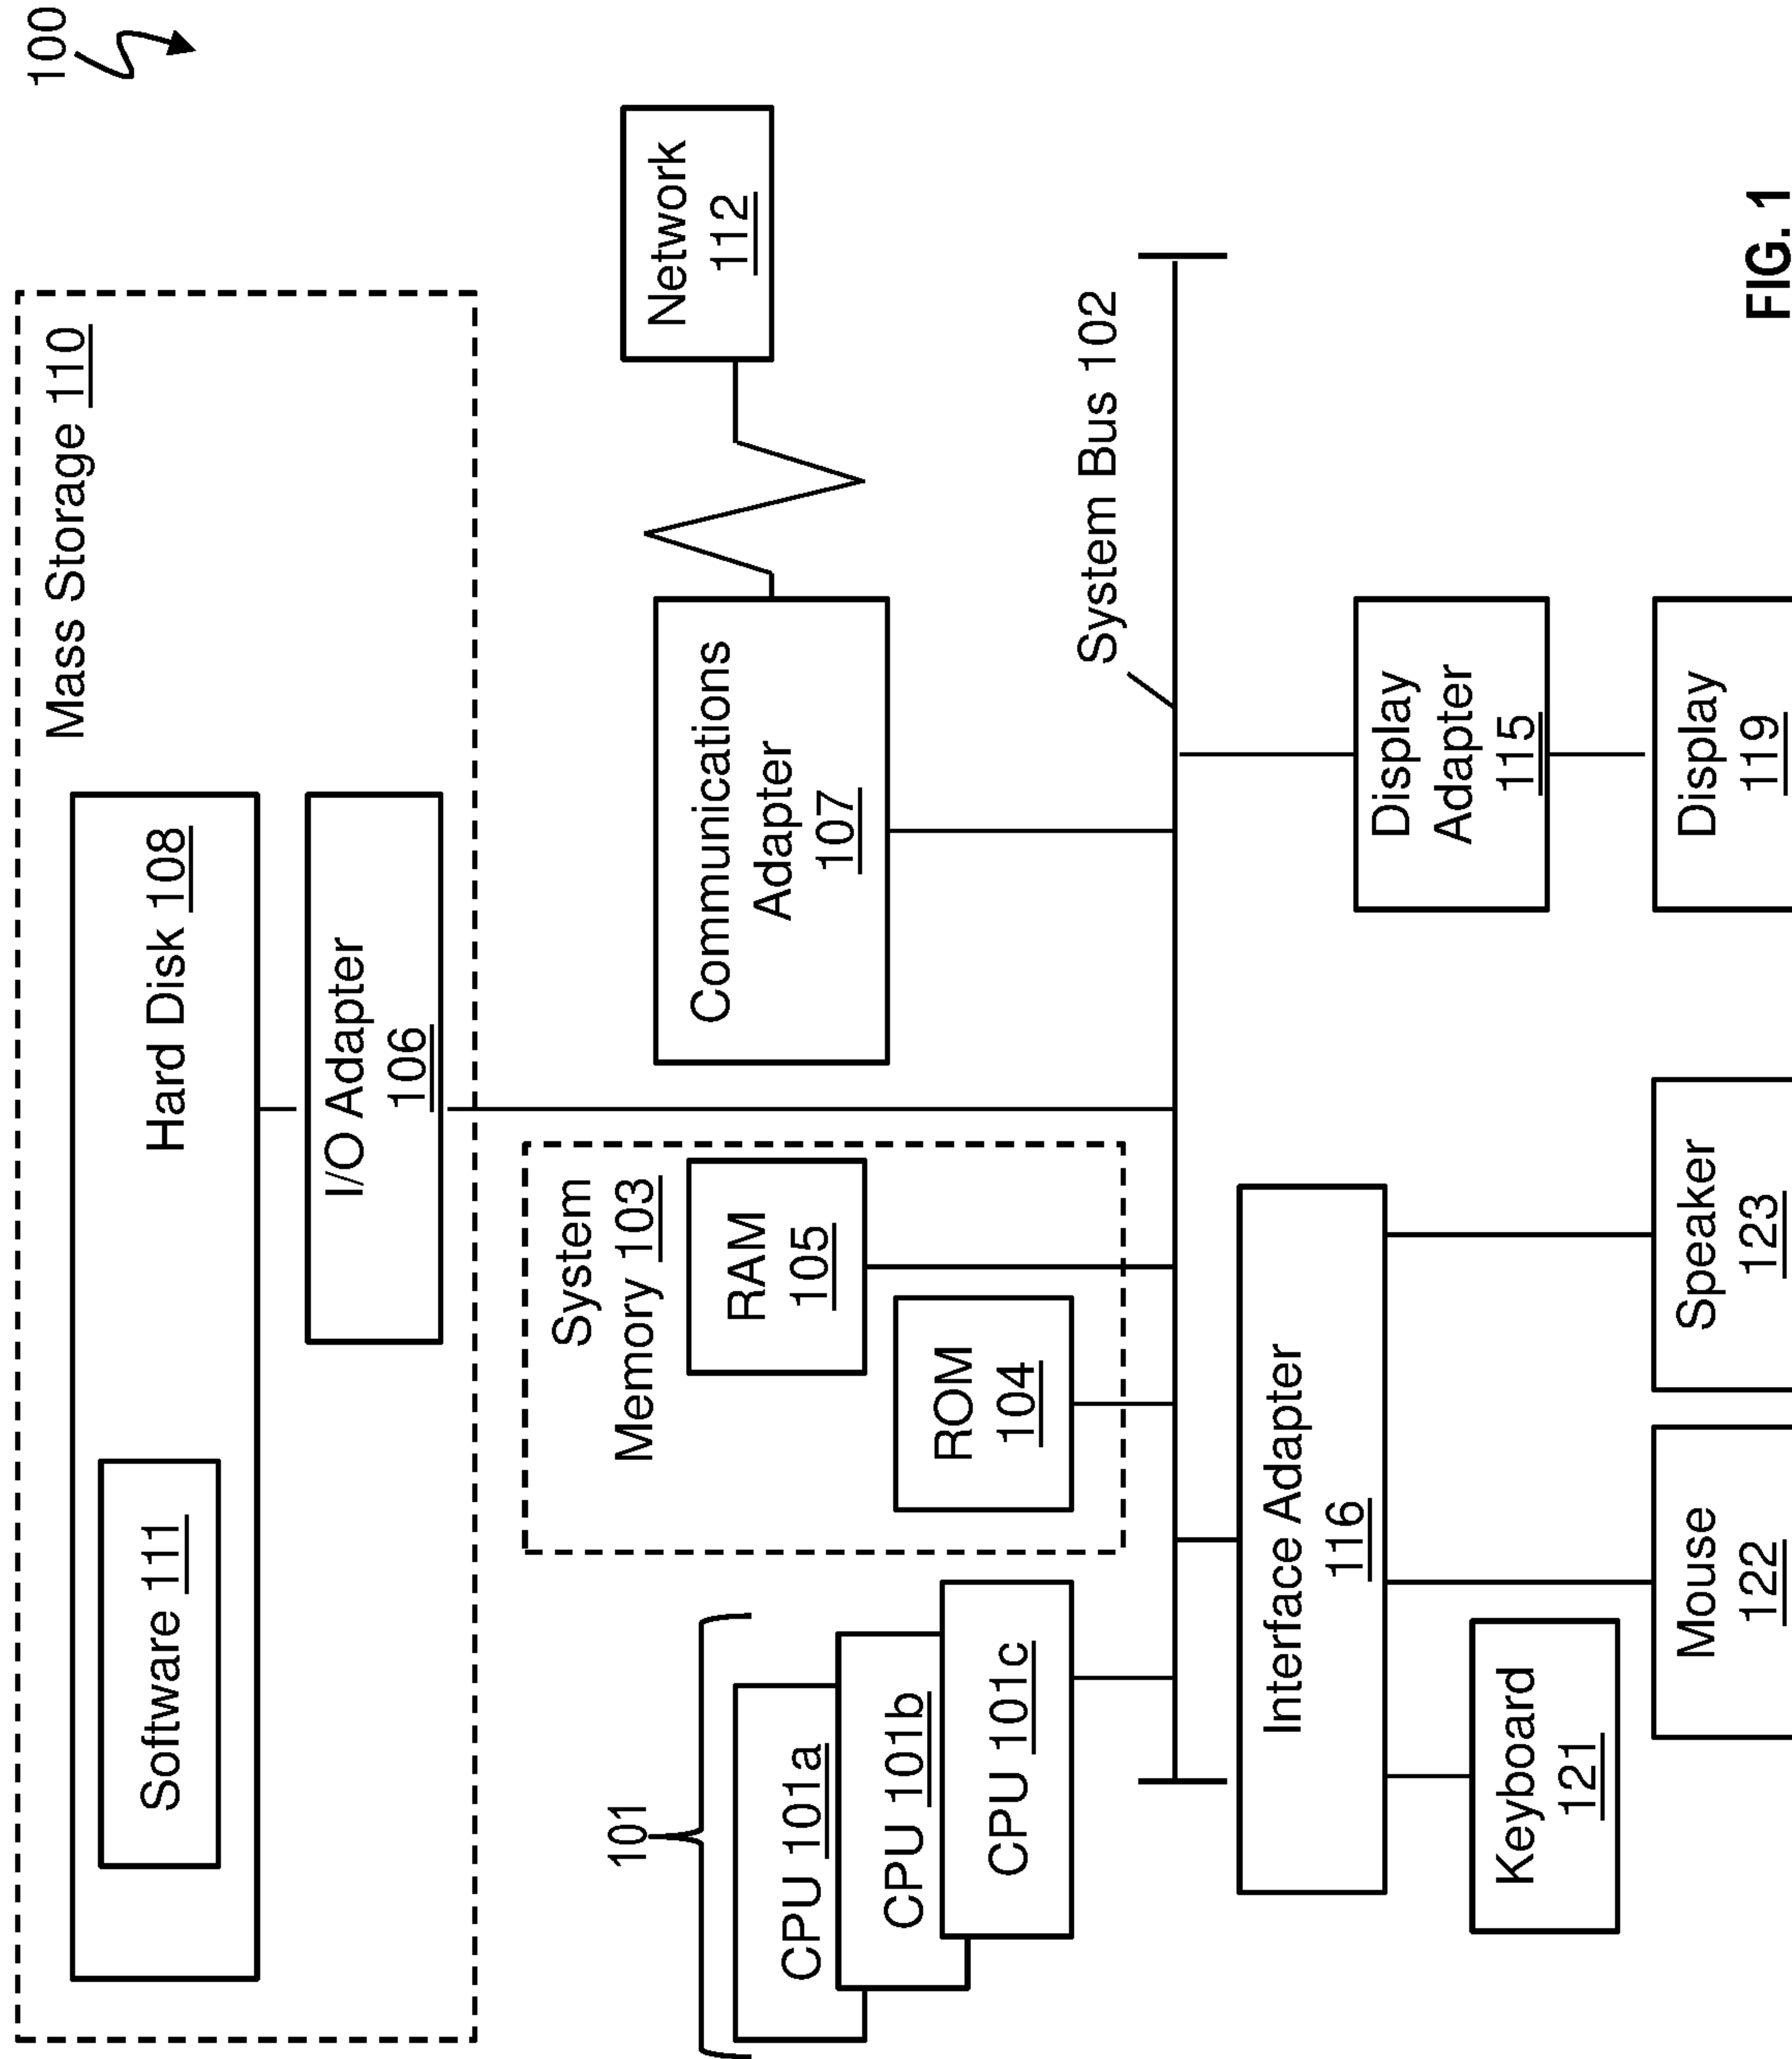 100
Mass Storage 110
Hard Disk 108
Software 111
I/O Adapter
106
101
CPU 101a
CPU 101b
CPU 101c
System
Memory 103
RAM
105
ROM
104
Communications
Adapter
107
Network
112
System Bus 102
Interface Adapter
116
Display
Adapter
115
Keyboard
121
Mouse
122
Speaker
123
Display
119
FIG. 1